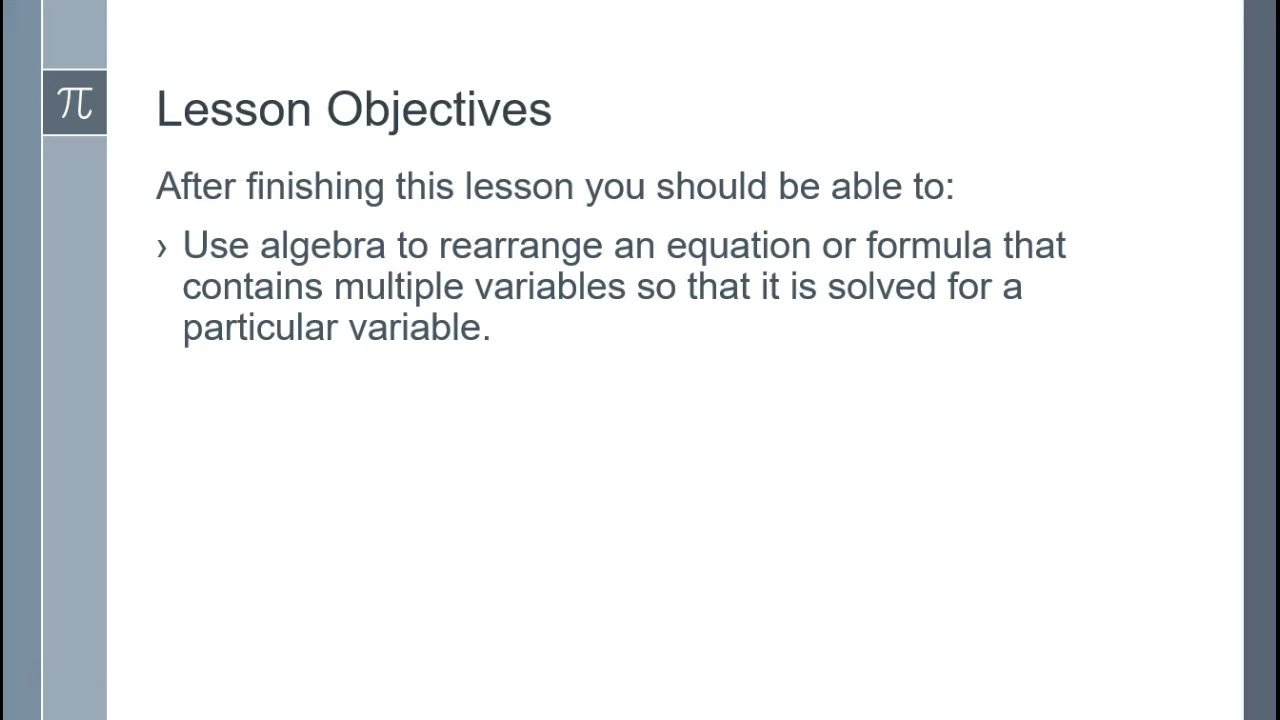 π
Lesson Objectives
After finishing this lesson you should be able to:
› Use algebra to rearrange an equation or formula that
contains multiple variables so that it is solved for a
particular variable.